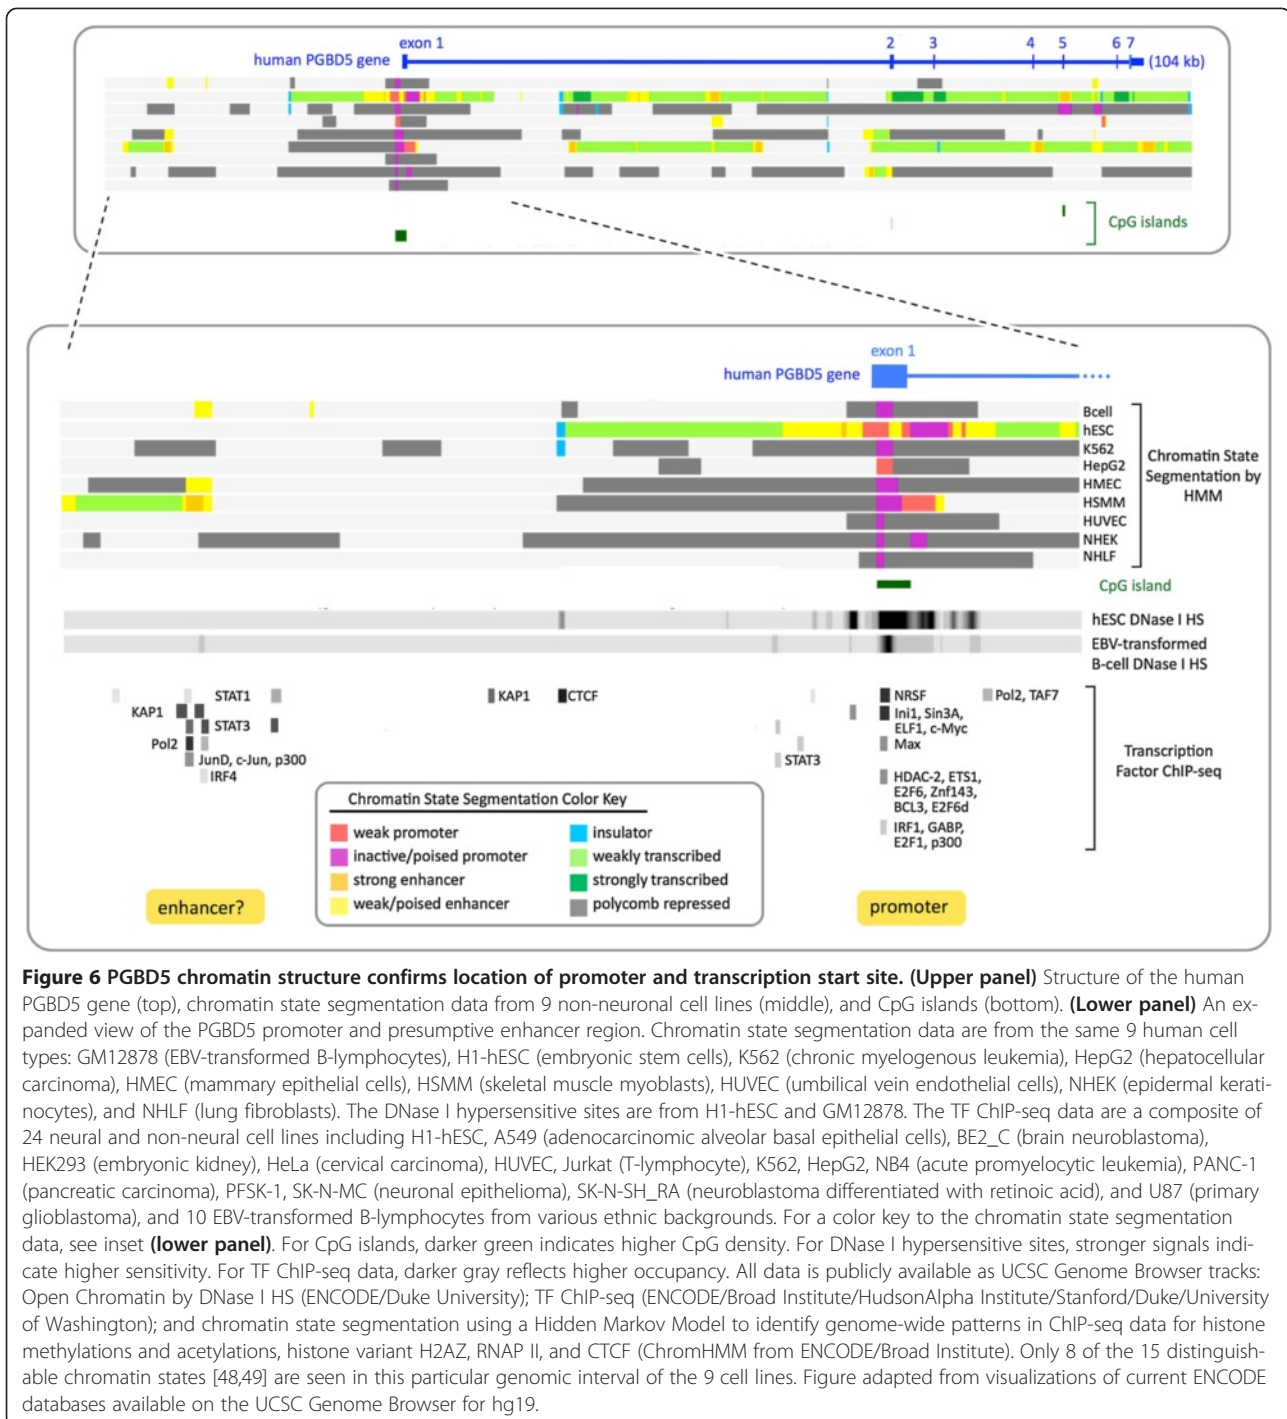 exon 1
2
3
4
5
6
7
human PGBD5 gene
(104 kb)
CpG islands
exon 1
human PGBD5 gene
Bcell
hESC
K562
HepG2
HMEC
HSMM
HUVEC
NHEK
NHLF
Chromatin State
Segmentation by
HMM
CpG island
hESC DNase I HS
EBV-transformed
B-cell DNase I HS
STAT1
KAP1
CTCF
NRSF
Pol2, TAF7
KAP1
STAT3
Ini1, Sin3A,
ELF1, c-Myc
Pol2
Max
JunD, c-Jun, p300
STAT3
IRF4
HDAC-2, ETS1,
E2F6, Znf143,
BCL3, E2F6d
IRF1, GABP,
E2F1, p300
Transcription
Factor ChIP-seq
Chromatin State Segmentation Color Key
weak promoter
inactive/poised promoter
strong enhancer
weak/poised enhancer
insulator
weakly transcribed
strongly transcribed
polycomb repressed
enhancer?
promoter
Figure 6 PGBD5 chromatin structure confirms location of promoter and transcription start site. (Upper panel) Structure of the human
PGBD5 gene (top), chromatin state segmentation data from 9 non-neuronal cell lines (middle), and CpG islands (bottom). (Lower panel) An ex-
panded view of the PGBD5 promoter and presumptive enhancer region. Chromatin state segmentation data are from the same 9 human cell
types: GM12878 (EBV-transformed B-lymphocytes), H1-hESC (embryonic stem cells), K562 (chronic myelogenous leukemia), HepG2 (hepatocellular
carcinoma), HMEC (mammary epithelial cells), HSMM (skeletal muscle myoblasts), HUVEC (umbilical vein endothelial cells), NHEK (epidermal kerati-
nocytes), and NHLF (lung fibroblasts). The DNase I hypersensitive sites are from H1-hESC and GM12878. The TF ChIP-seq data are a composite of
24 neural and non-neural cell lines including H1-hESC, A549 (adenocarcinomic alveolar basal epithelial cells), BE2_C (brain neuroblastoma),
HEK293 (embryonic kidney), HeLa (cervical carcinoma), HUVEC, Jurkat (T-lymphocyte), K562, HepG2, NB4 (acute promyelocytic leukemia), PANC-1
(pancreatic carcinoma), PFSK-1, SK-N-MC (neuronal epithelioma), SK-N-SH_RA (neuroblastoma differentiated with retinoic acid), and U87 (primary
glioblastoma), and 10 EBV-transformed B-lymphocytes from various ethnic backgrounds. For a color key to the chromatin state segmentation
data, see inset (lower panel). For CpG islands, darker green indicates higher CpG density. For DNase I hypersensitive sites, stronger signals indi-
cate higher sensitivity. For TF ChIP-seq data, darker gray reflects higher occupancy. All data is publicly available as UCSC Genome Browser tracks:
Open Chromatin by DNase I HS (ENCODE/Duke University); TF ChIP-seq (ENCODE/Broad Institute/HudsonAlpha Institute/Stanford/Duke/University
of Washington); and chromatin state segmentation using a Hidden Markov Model to identify genome-wide patterns in ChIP-seq data for histone
methylations and acetylations, histone variant H2AZ, RNAP II, and CTCF (ChromHMM from ENCODE/Broad Institute). Only 8 of the 15 distinguish-
able chromatin states [48,49] are seen in this particular genomic interval of the 9 cell lines. Figure adapted from visualizations of current ENCODE
databases available on the UCSC Genome Browser for hg19.